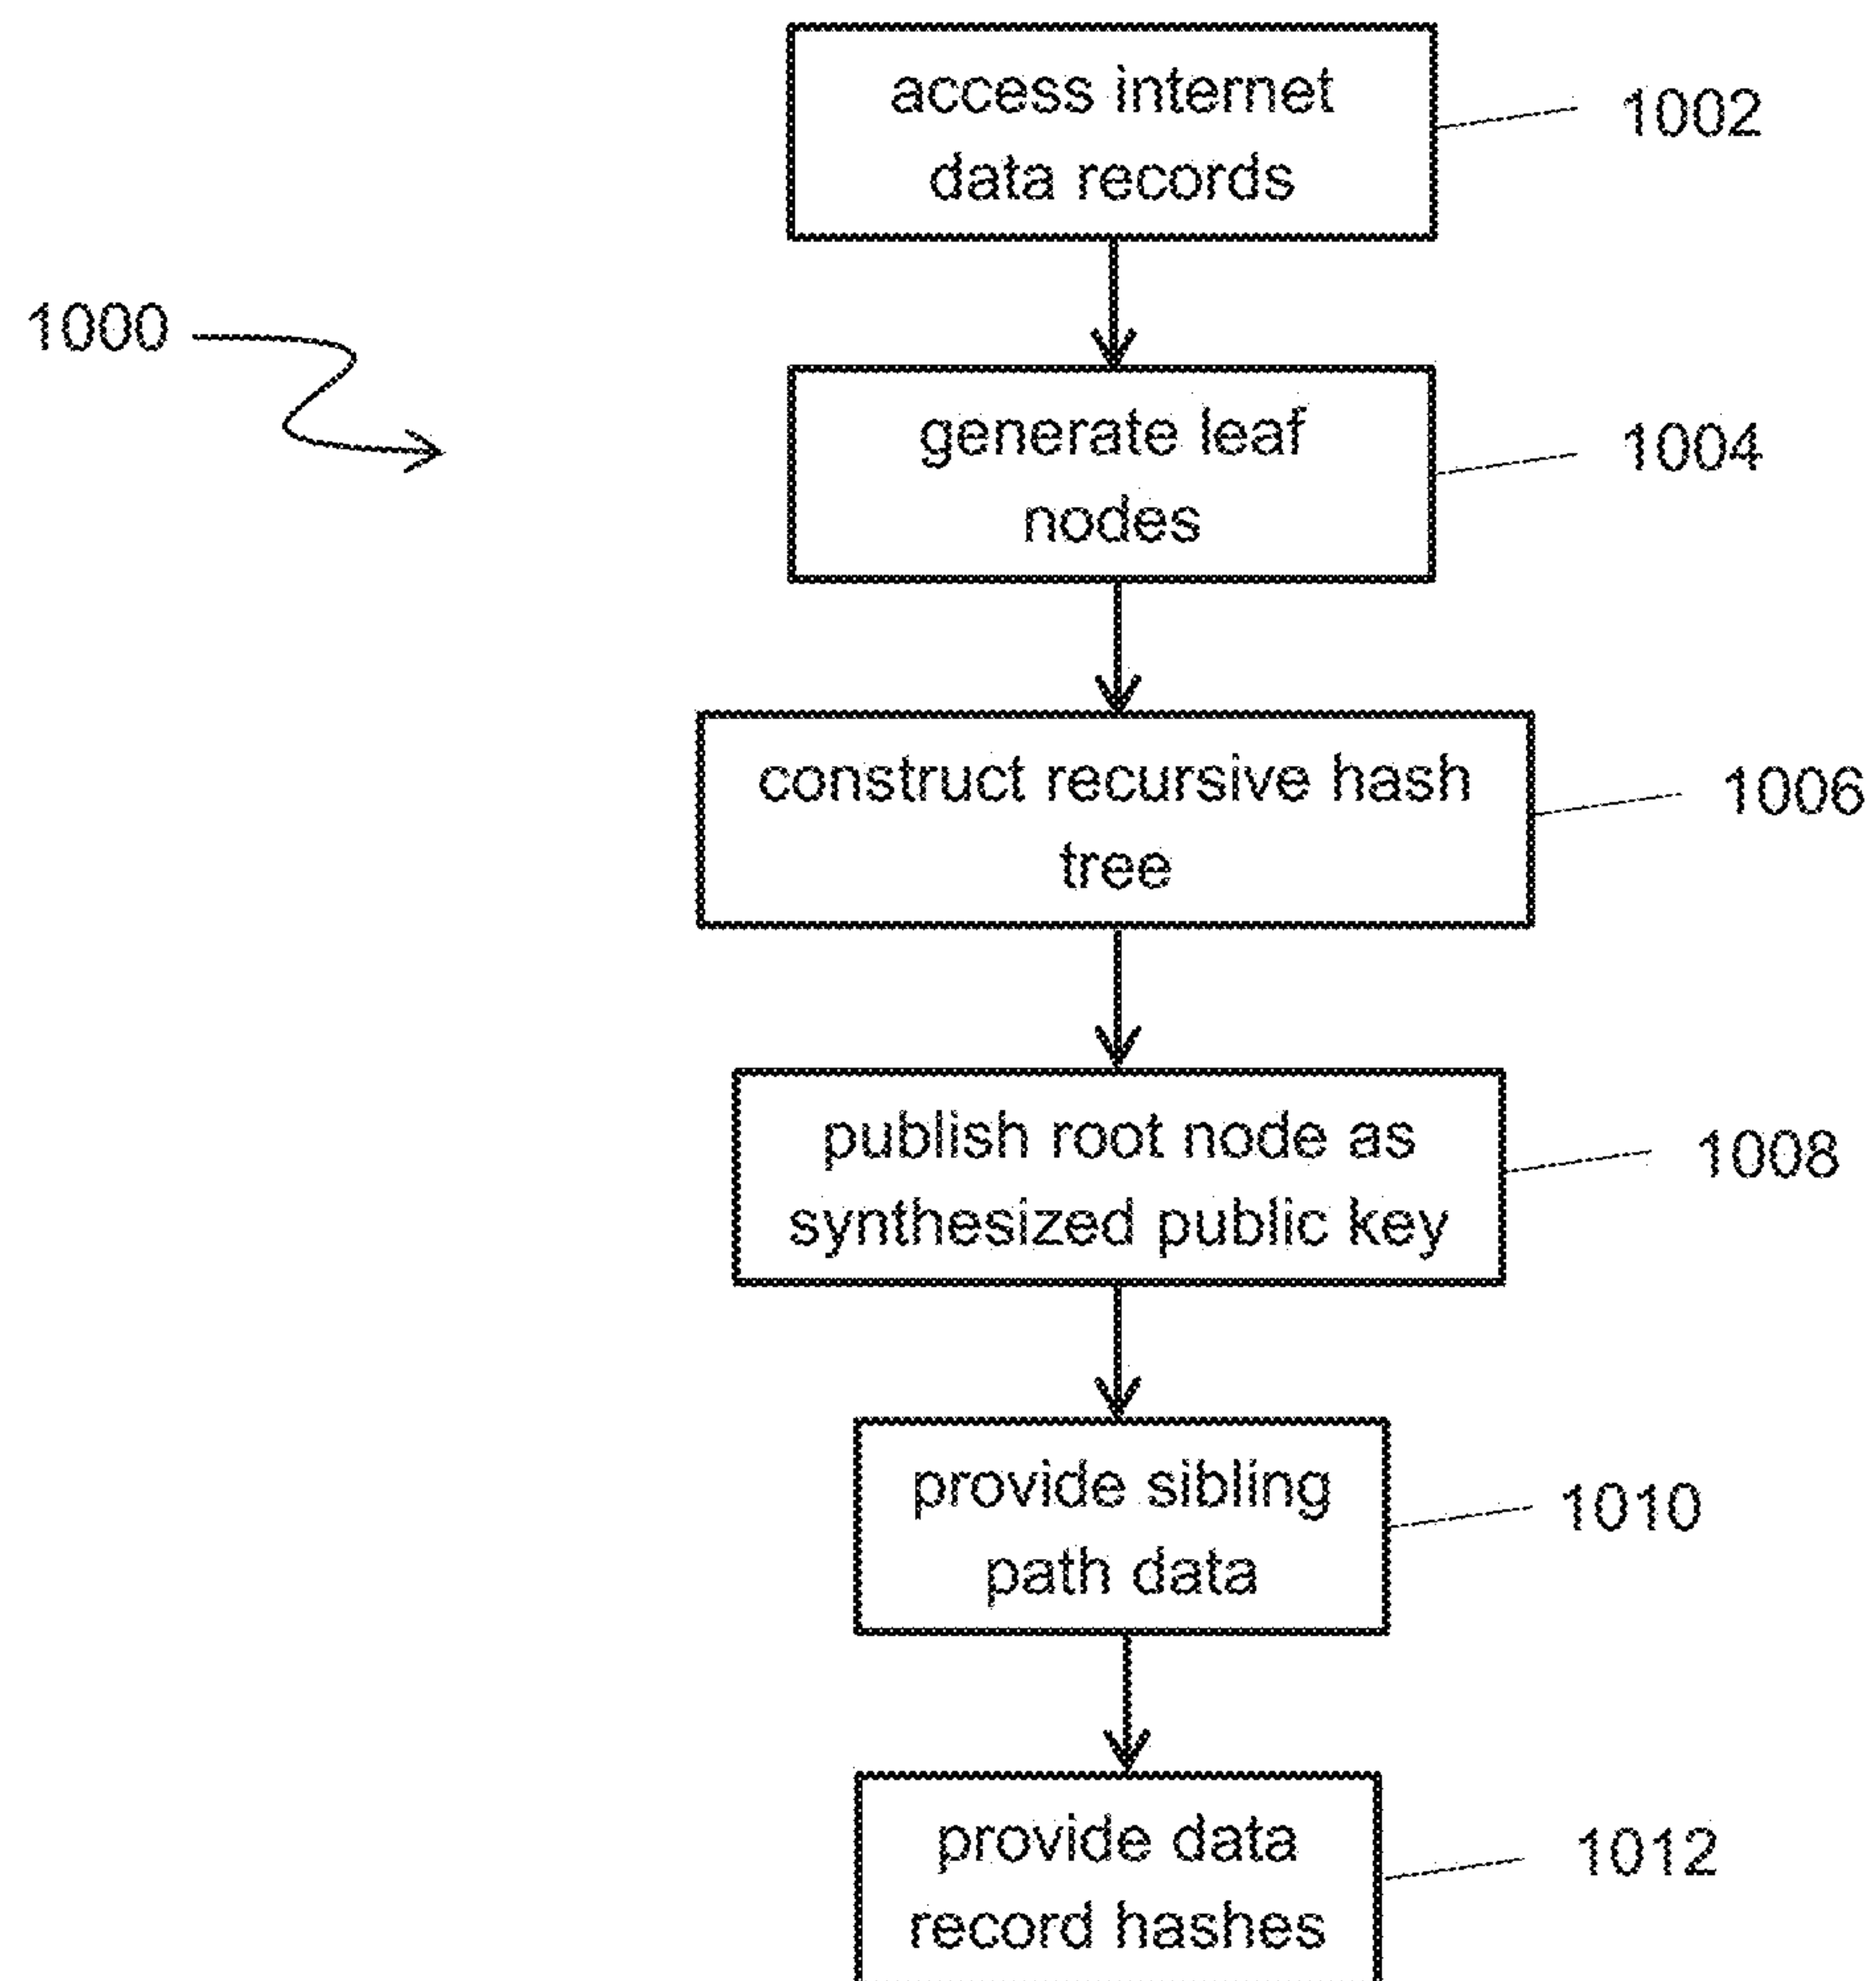 access internet
data records
1002
1000
generate leaf
nodes
1004
construct recursive hash
tree
1006
publish root node as
synthesized public key
1008
provide sibling
path data
1010
provide data
record hashes
1012